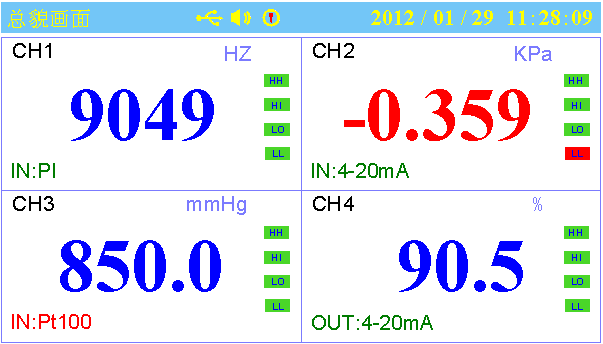 总貌画面 2012/01/29 11:28:09
CH1 HZ
9049
HH
HI
LO
LL
IN:PI
CH2 KPa
-0.359
HH
HI
LO
LL
IN:4-20mA
CH3 mmHg
850.0
HH
HI
LO
LL
IN:Pt100
CH4 %
90.5
HH
HI
LO
LL
OUT:4-20mA